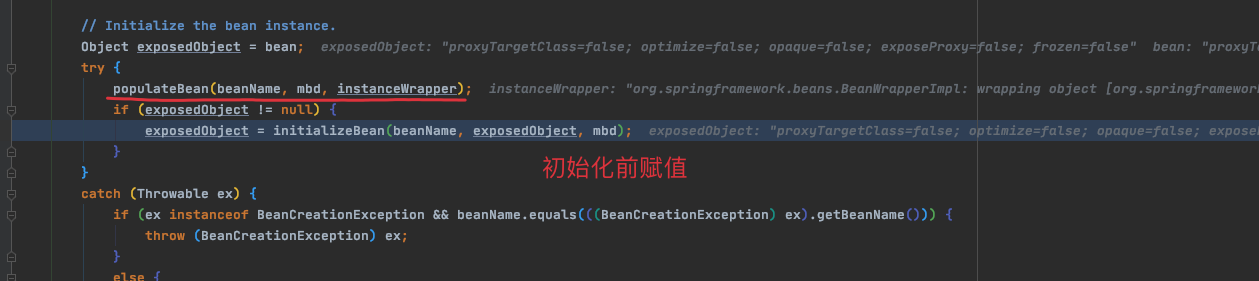 // Initialize the bean instance.
Object exposedObject = bean; exposedObject: "proxyTargetClass=false; optimize=false; opaque=false; exposeProxy=false; frozen=false" bean: "proxyT
try {
populateBean(beanName, mbd, instanceWrapper); instanceWrapper: "org.springframework.beans.BeanWrapperImpl: wrapping object [org.springframework
if (exposedObject != null) {
exposedObject = initializeBean(beanName, exposedObject, mbd); exposedObject: "proxyTargetClass=false; optimize=false; opaque=false; expose
}
初始化前赋值
}
catch (Throwable ex) {
if (ex instanceof BeanCreationException && beanName.equals(((BeanCreationException) ex).getBeanName())) {
throw (BeanCreationException) ex;
}
else {